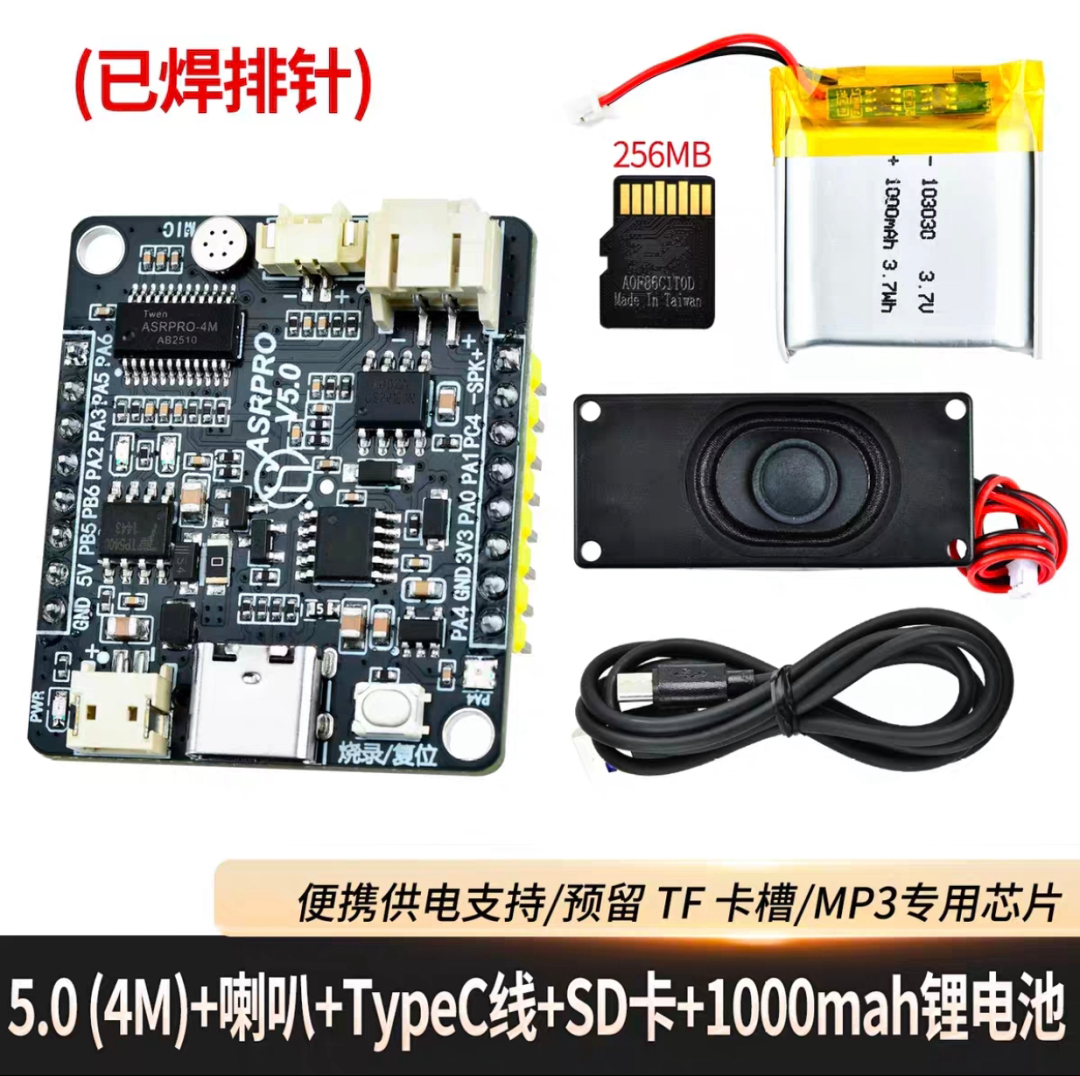 (已焊排针)
256MB
A0F86C1T0D
Made In Taiwan
- 103030 3.7V
+ 1000mAh 3.7Wh
MIC
- +
- +
Twen
ASRPRO-4M
AB2510
ASRPRO
V5.0
PA6
PA5
PA3
PA2
PB6
PB5
5V
GND
-SPK+
PC4
PA1
PA0
3V3
GND
PA4
1443
+
PWR
烧录/复位
便携供电支持/预留 TF 卡槽/MP3专用芯片
5.0 (4M)+喇叭+TypeC线+SD卡+1000mah锂电池